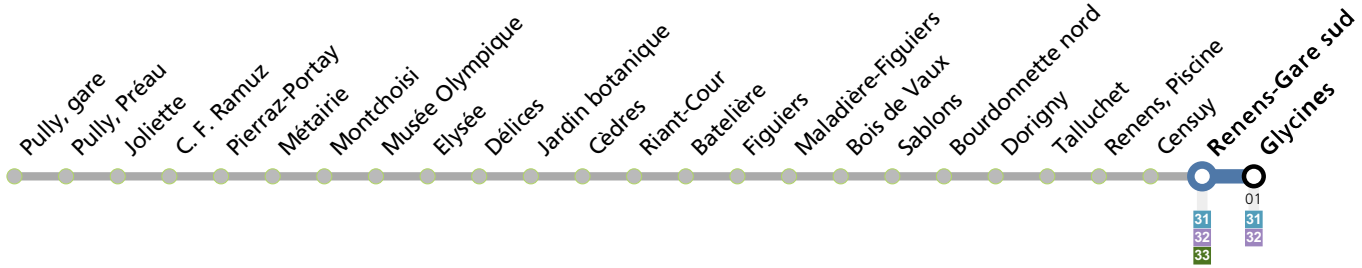 Pully, gare
Pully, Préau
Joliette
C. F. Ramuz
Pierraz-Portay
Métairie
Montchoisi
Musée Olympique
Elysée
Délices
Jardin botanique
Cèdres
Riant-Cour
Batelière
Figuiers
Maladière-Figuiers
Bois de Vaux
Sablons
Bourdonnette nord
Dorigny
Talluchet
Renens, Piscine
Censuy
Renens-Gare sud
Glycines
01
31 31
32 32
33